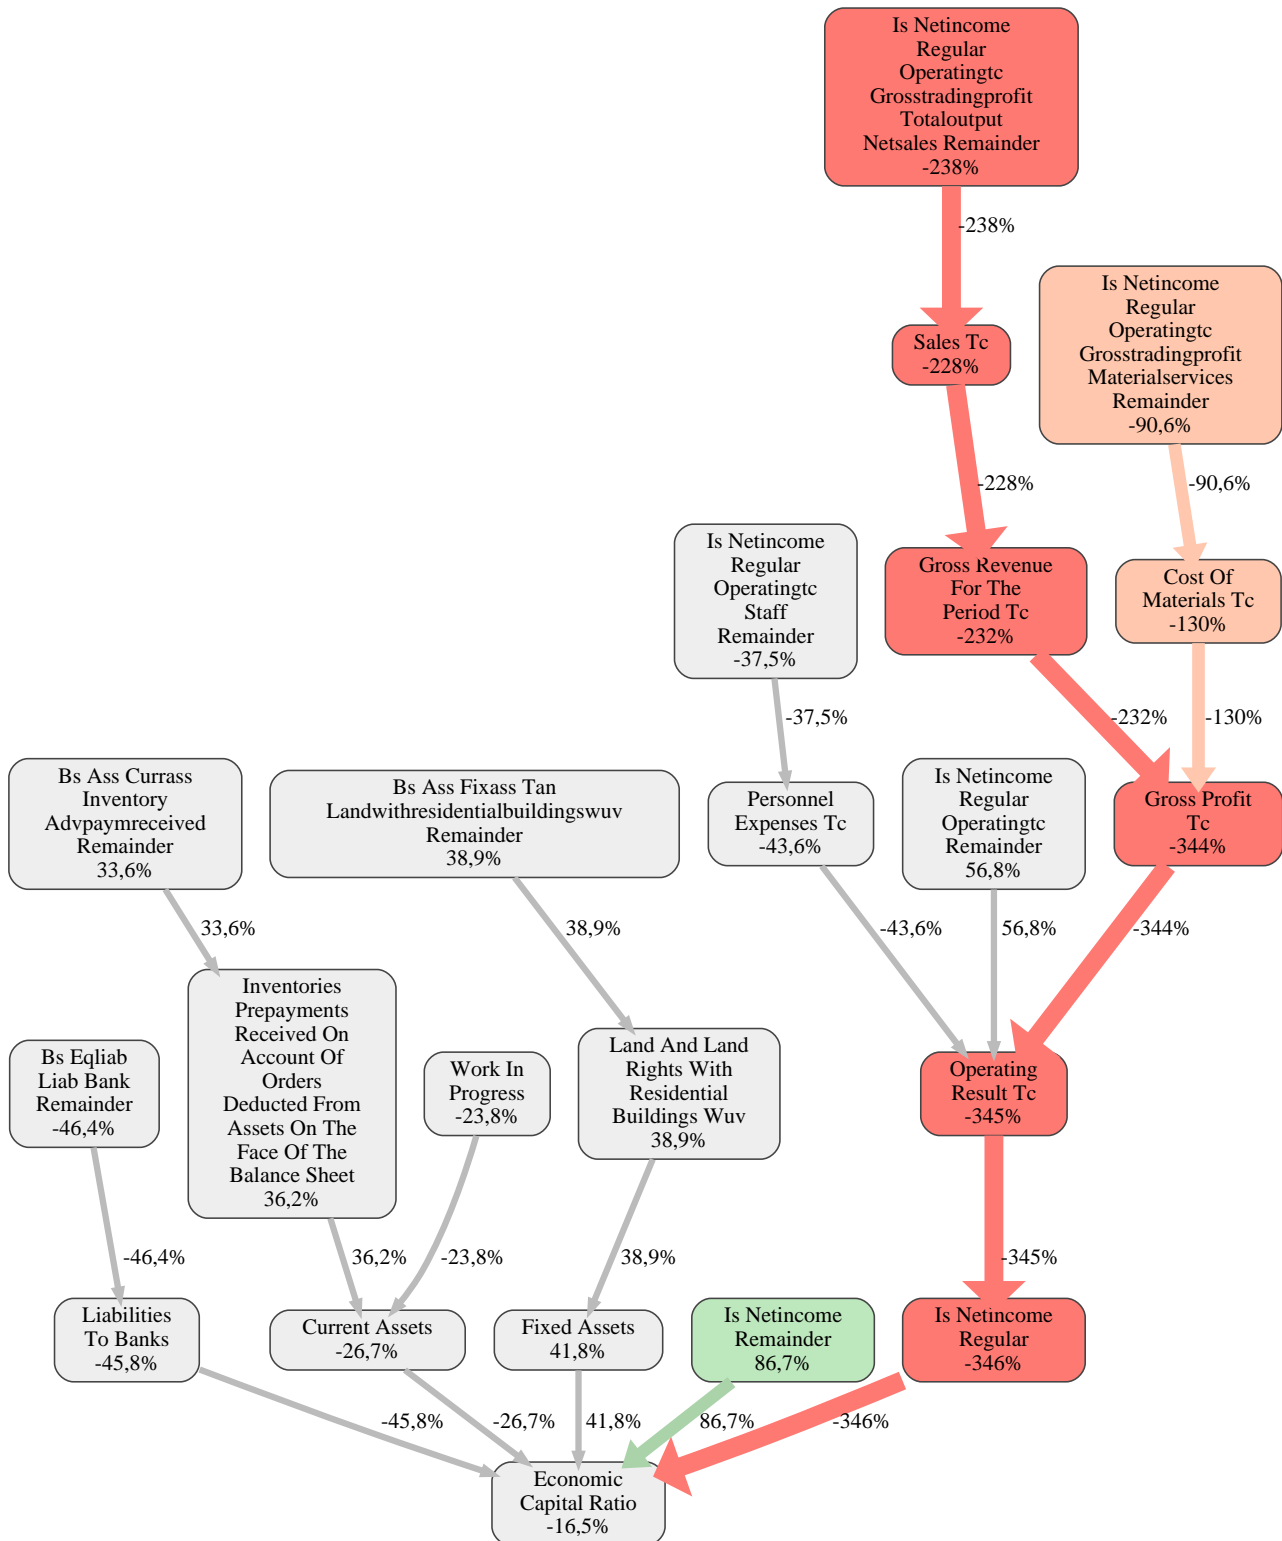 Is Netincome
Regular
Operatingtc
Grosstradingprofit
Totaloutput
Netsales Remainder
-238%
-238%
Is Netincome
Regular
Operatingtc
Grosstradingprofit
Materialservices
Remainder
-90,6%
Sales Tc
-228%
-228%
-90,6%
Is Netincome
Regular
Operatingtc
Staff
Remainder
-37,5%
Gross Revenue
For The
Period Tc
-232%
Cost Of
Materials Tc
-130%
-37,5%
-232%
-130%
Bs Ass Currass
Inventory
Advpaymreceived
Remainder
33,6%
Bs Ass Fixass Tan
Landwithresidentialbuildingswuv
Remainder
38,9%
Personnel
Expenses Tc
-43,6%
Is Netincome
Regular
Operatingtc
Remainder
56,8%
Gross Profit
Tc
-344%
33,6%
38,9%
-43,6%
56,8%
-344%
Bs Eqliab
Liab Bank
Remainder
-46,4%
Inventories
Prepayments
Received On
Account Of
Orders
Deducted From
Assets On The
Face Of The
Balance Sheet
36,2%
Work In
Progress
-23,8%
Land And Land
Rights With
Residential
Buildings Wuv
38,9%
Operating
Result Tc
-345%
-46,4%
36,2%
-23,8%
38,9%
-345%
Liabilities
To Banks
-45,8%
Current Assets
-26,7%
Fixed Assets
41,8%
Is Netincome
Remainder
86,7%
Is Netincome
Regular
-346%
-45,8%
-26,7%
41,8%
86,7%
-346%
Economic
Capital Ratio
-16,5%